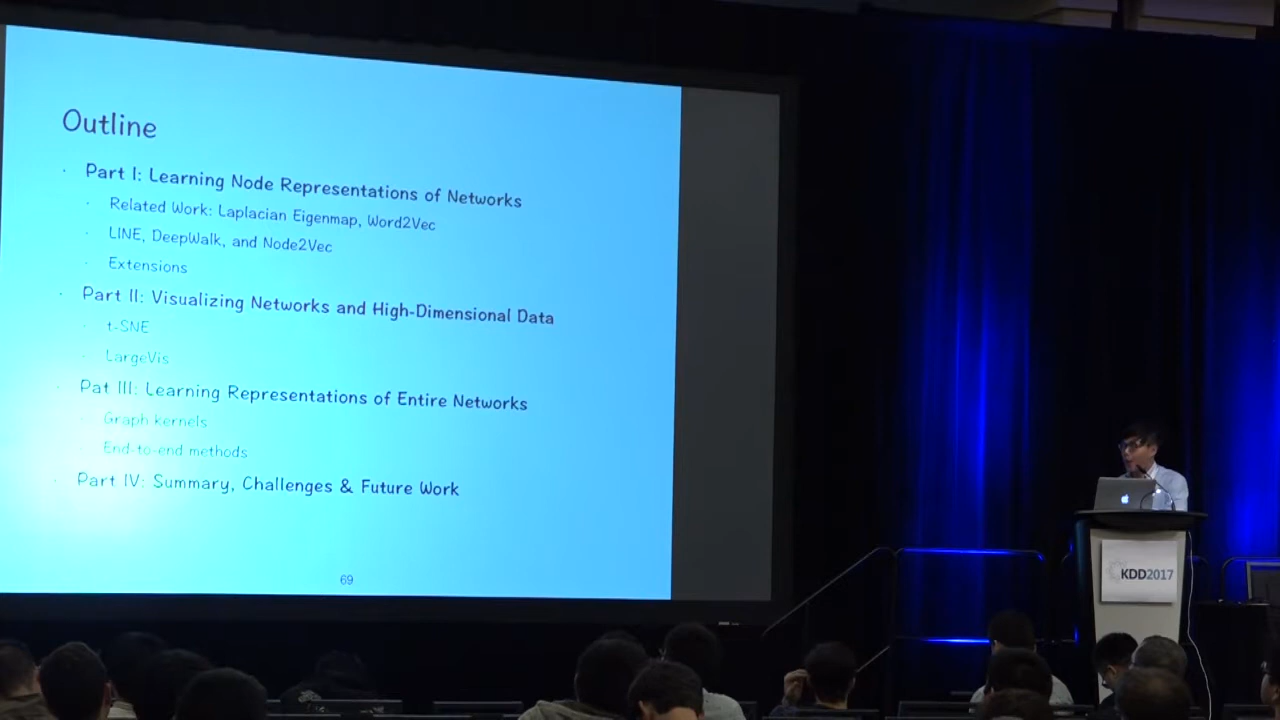 Outline
· Part I: Learning Node Representations of Networks
· Related Work: Laplacian Eigenmap, Word2Vec
· LINE, DeepWalk, and Node2Vec
· Extensions
· Part II: Visualizing Networks and High-Dimensional Data
· t-SNE
· LargeVis
· Pat III: Learning Representations of Entire Networks
· Graph kernels
· End-to-end methods
· Part IV: Summary, Challenges & Future Work
69
KDD2017